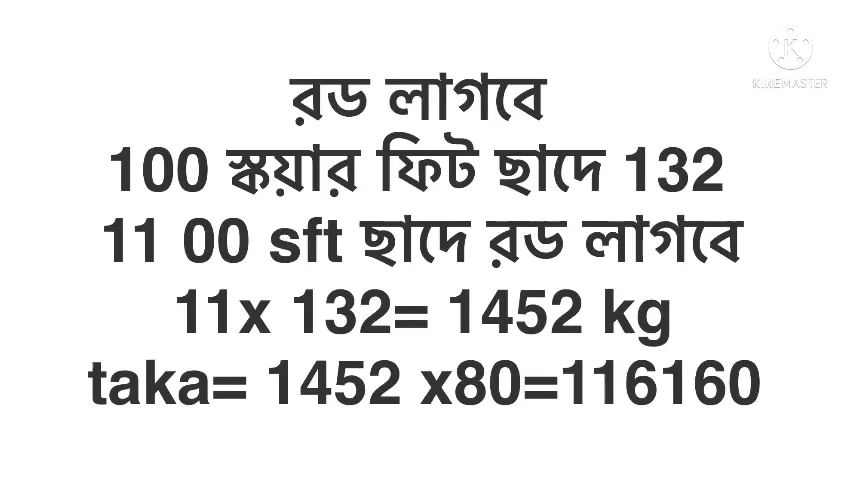 KINEMASTER
রড লাগবে
100 স্কয়ার ফিট ছাদে 132
11 00 sft ছাদে রড লাগবে
11x 132= 1452 kg
taka= 1452 x80=116160